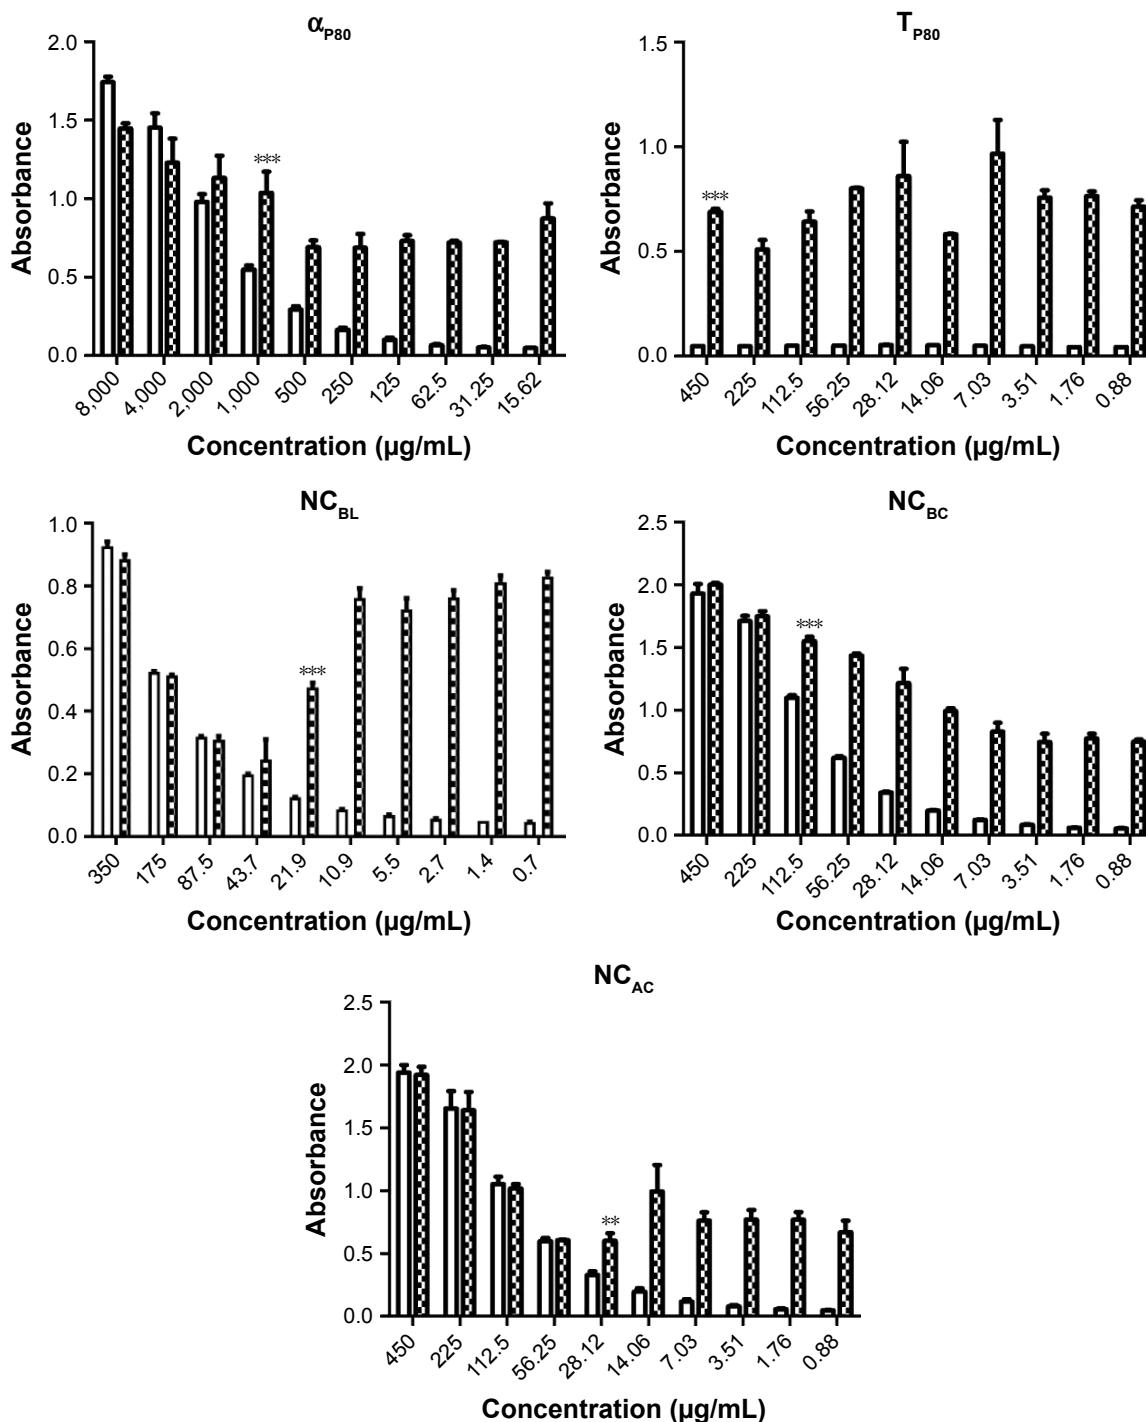 α_P80
Absorbance
2.0
1.5
1.0
0.5
0.0
***
8,000 4,000 2,000 1,000 500 250 125 62.5 31.25 15.62
Concentration (µg/mL)
T_P80
Absorbance
1.5
1.0
0.5
0.0
***
450 225 112.5 56.25 28.12 14.06 7.03 3.51 1.76 0.88
Concentration (µg/mL)
NC_BL
Absorbance
1.0
0.8
0.6
0.4
0.2
0.0
***
350 175 87.5 43.7 21.9 10.9 5.5 2.7 1.4 0.7
Concentration (µg/mL)
NC_BC
Absorbance
2.5
2.0
1.5
1.0
0.5
0.0
***
450 225 112.5 56.25 28.12 14.06 7.03 3.51 1.76 0.88
Concentration (µg/mL)
NC_AC
Absorbance
2.5
2.0
1.5
1.0
0.5
0.0
**
450 225 112.5 56.25 28.12 14.06 7.03 3.51 1.76 0.88
Concentration (µg/mL)